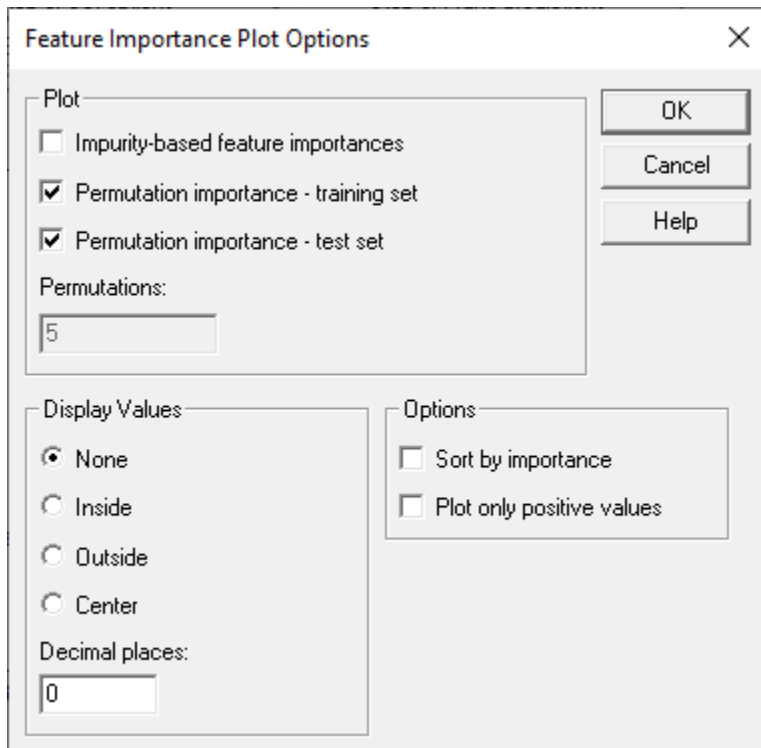 Feature Importance Plot Options
Plot
Impurity-based feature importances
Permutation importance - training set
Permutation importance - test set
Permutations:
5
OK
Cancel
Help
Display Values
None
Inside
Outside
Center
Decimal places:
0
Options
Sort by importance
Plot only positive values